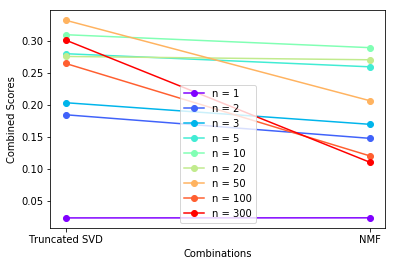 0.30
0.25
0.20
0.15
0.10
0.05
Combined Scores
n = 1
n = 2
n = 3
n = 5
n = 10
n = 20
n = 50
n = 100
n = 300
Truncated SVD
NMF
Combinations